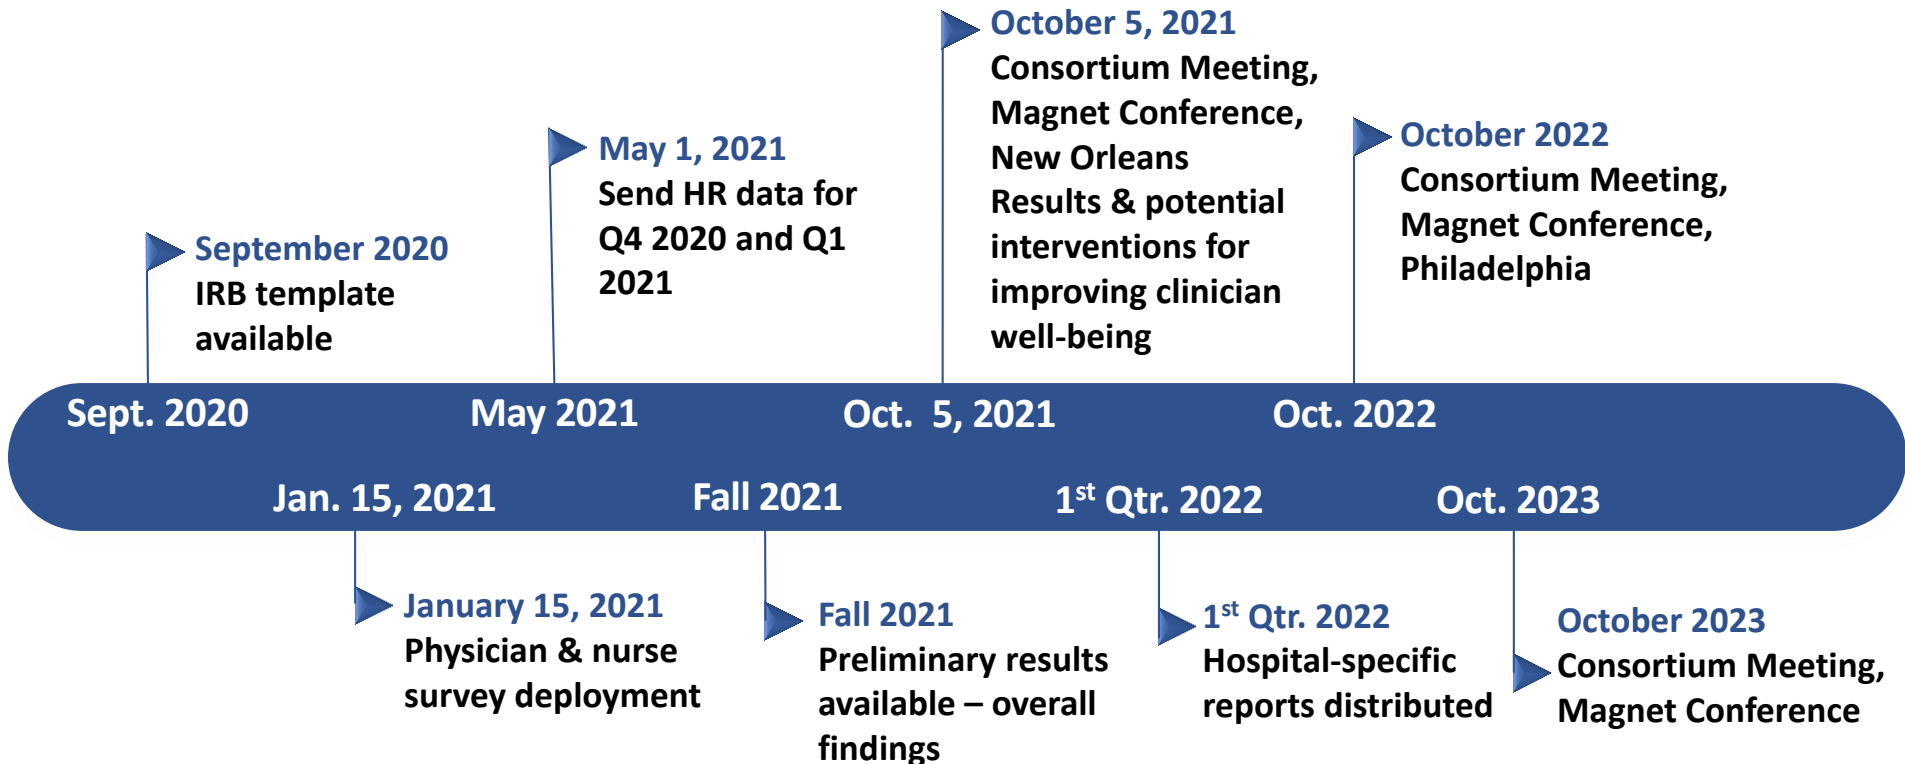 October 5, 2021
Consortium Meeting,
Magnet Conference,
New Orleans
Results & potential
interventions for
improving clinician
well-being
May 1, 2021
Send HR data for
Q4 2020 and Q1
2021
October 2022
Consortium Meeting,
Magnet Conference,
Philadelphia
September 2020
IRB template
available
Sept. 2020
May 2021
Oct.  5, 2021
Oct. 2022
Jan. 15, 2021
Fall 2021
1st Qtr. 2022
Oct. 2023
January 15, 2021
Physician & nurse
survey deployment
Fall 2021
Preliminary results
available – overall
findings
1st Qtr. 2022
Hospital-specific
reports distributed
October 2023
Consortium Meeting,
Magnet Conference